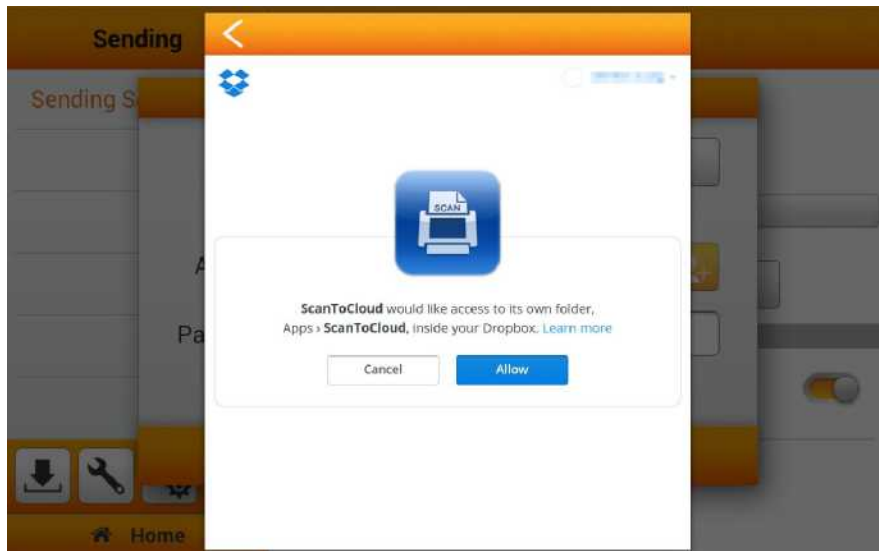 Sending
Sending S
A
Pa
SCAN
ScanToCloud would like access to its own folder,
Apps › ScanToCloud, inside your Dropbox. Learn more
Cancel
Allow
Home